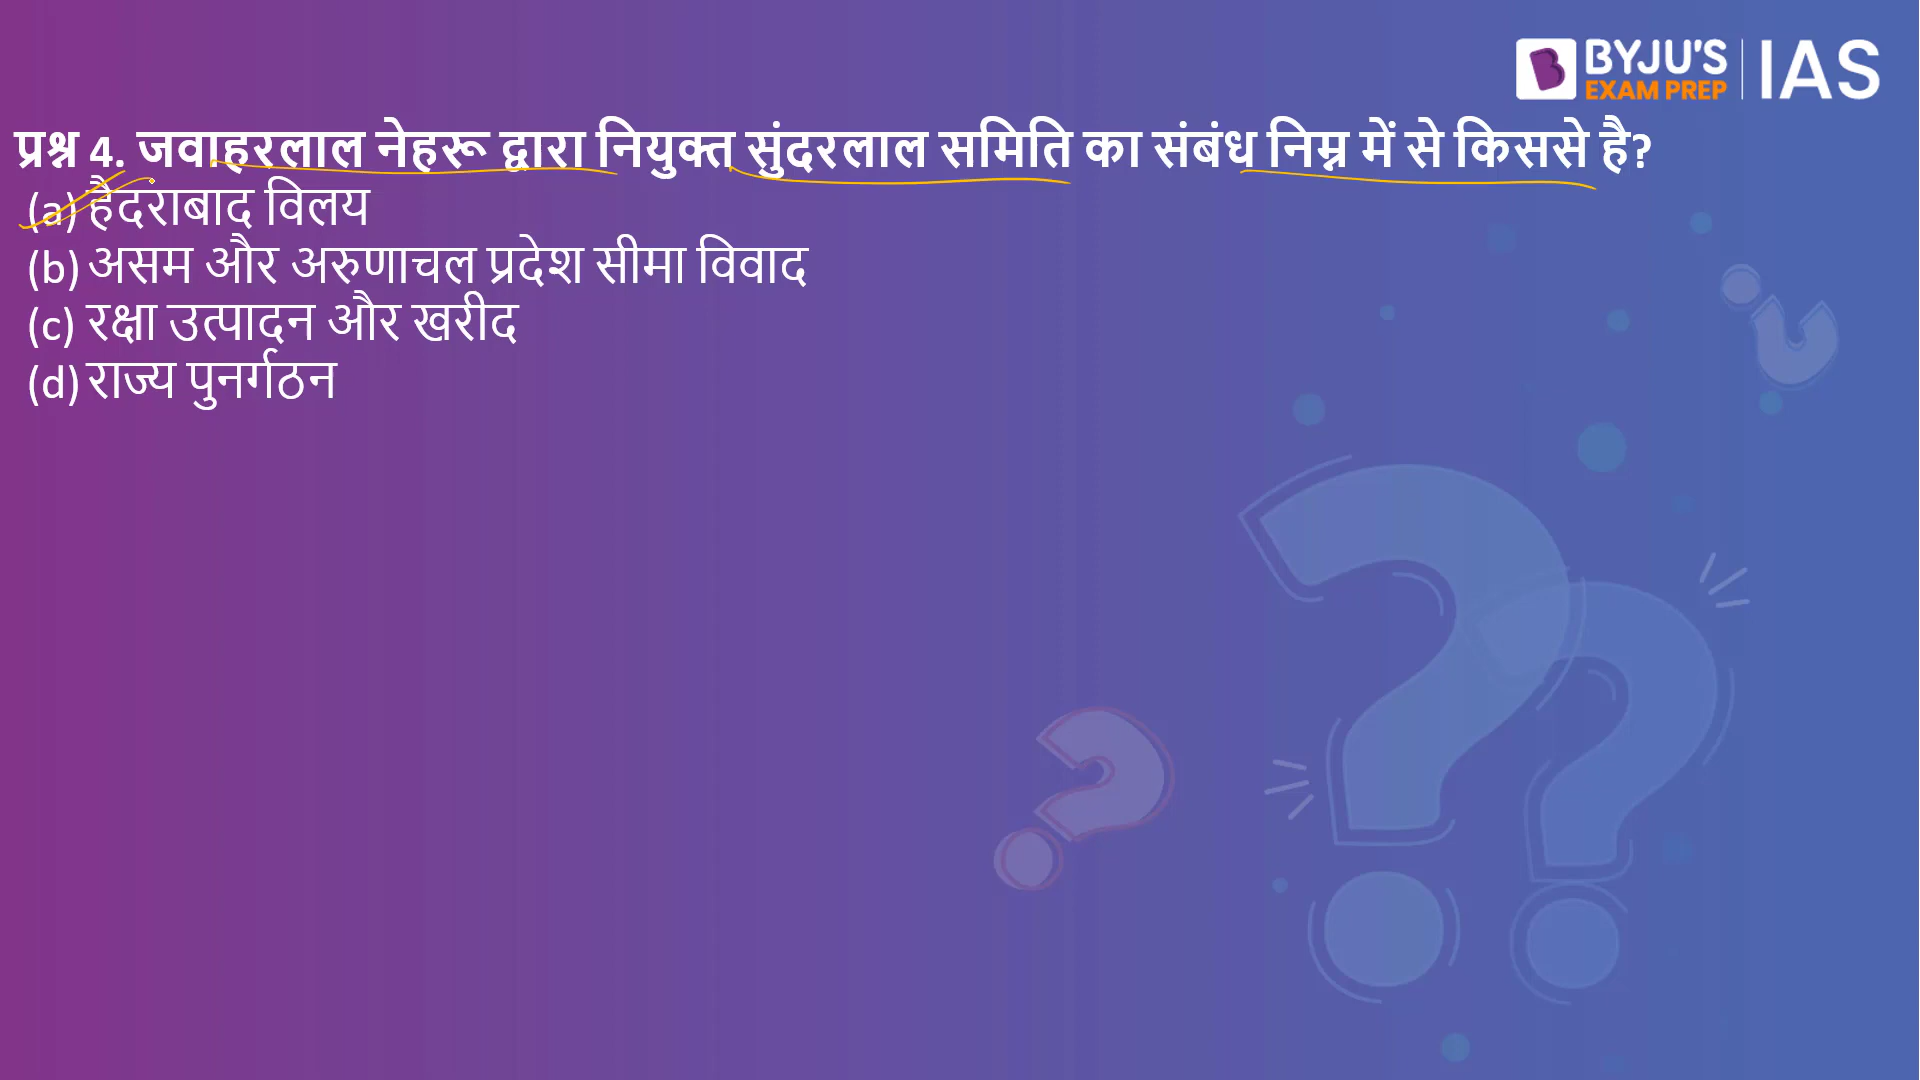 BYJU'S
EXAM PREP
IAS
प्रश्न 4. जवाहरलाल नेहरू द्वारा नियुक्त सुंदरलाल समिति का संबंध निम्न में से किससे है?
(a) हैदराबाद विलय
(b) असम और अरुणाचल प्रदेश सीमा विवाद
(c) रक्षा उत्पादन और खरीद
(d) राज्य पुनर्गठन